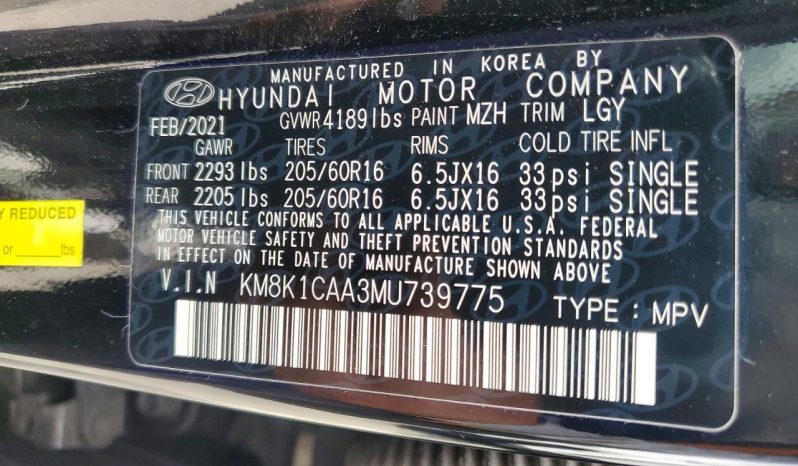 MANUFACTURED IN KOREA BY
HYUNDAI MOTOR COMPANY
FEB/2021 GVWR 4189 lbs PAINT MZH TRIM LGY
GAWR TIRES RIMS COLD TIRE INFL
FRONT 2293 lbs 205/60R16 6.5JX16 33 psi SINGLE
REAR 2205 lbs 205/60R16 6.5JX16 33 psi SINGLE
THIS VEHICLE CONFORMS TO ALL APPLICABLE U.S.A. FEDERAL
MOTOR VEHICLE SAFETY AND THEFT PREVENTION STANDARDS
IN EFFECT ON THE DATE OF MANUFACTURE SHOWN ABOVE
V.I.N KM8K1CAA3MU739775 TYPE : MPV
Y REDUCED
or ______lbs